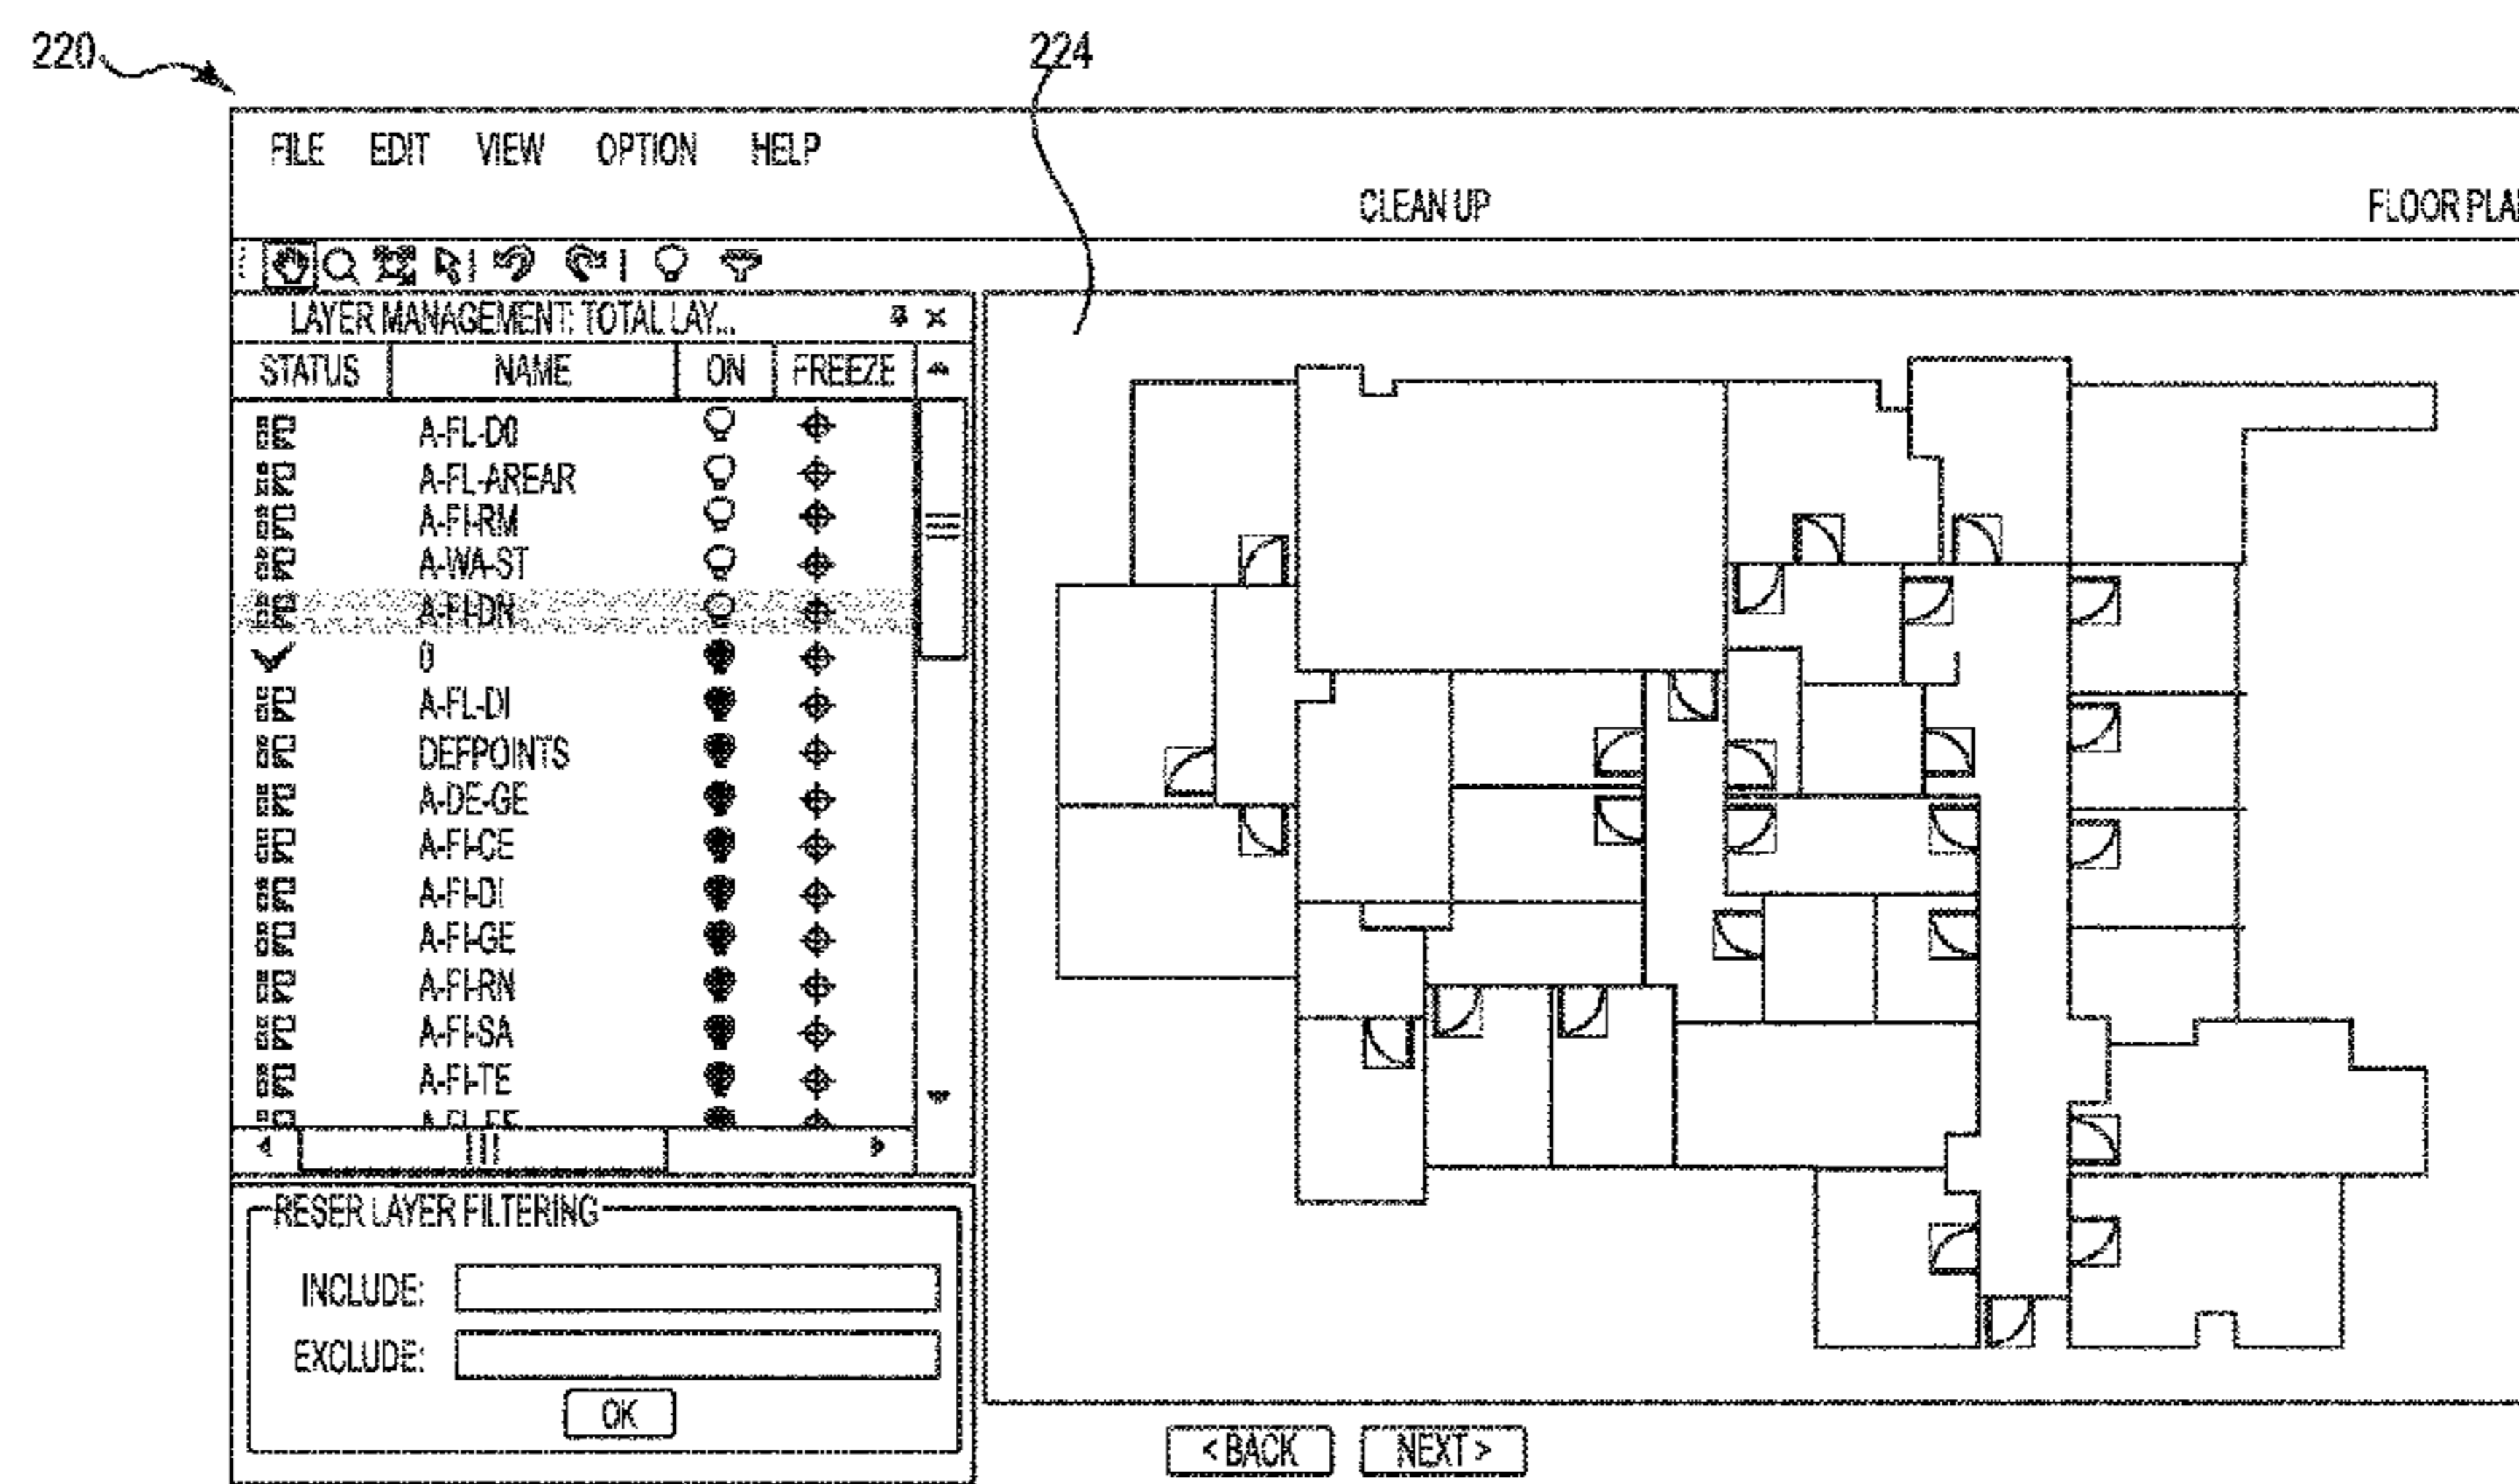 220
224
FILE EDIT VIEW OPTION HELP
CLEAN UP FLOOR PLAN
LAYER MANAGEMENT: TOTAL LAY...
STATUS NAME ON FREEZE
A-FL-D0
A-FL-AREAR
A-FI-RM
A-WA-ST
A-FI-DN
0
A-FL-DI
DEFPOINTS
A-DE-GE
A-FI-CE
A-FI-DI
A-FI-GE
A-FI-RN
A-FI-SA
A-FI-TE
RESER LAYER FILTERING
INCLUDE:
EXCLUDE:
OK
< BACK NEXT >